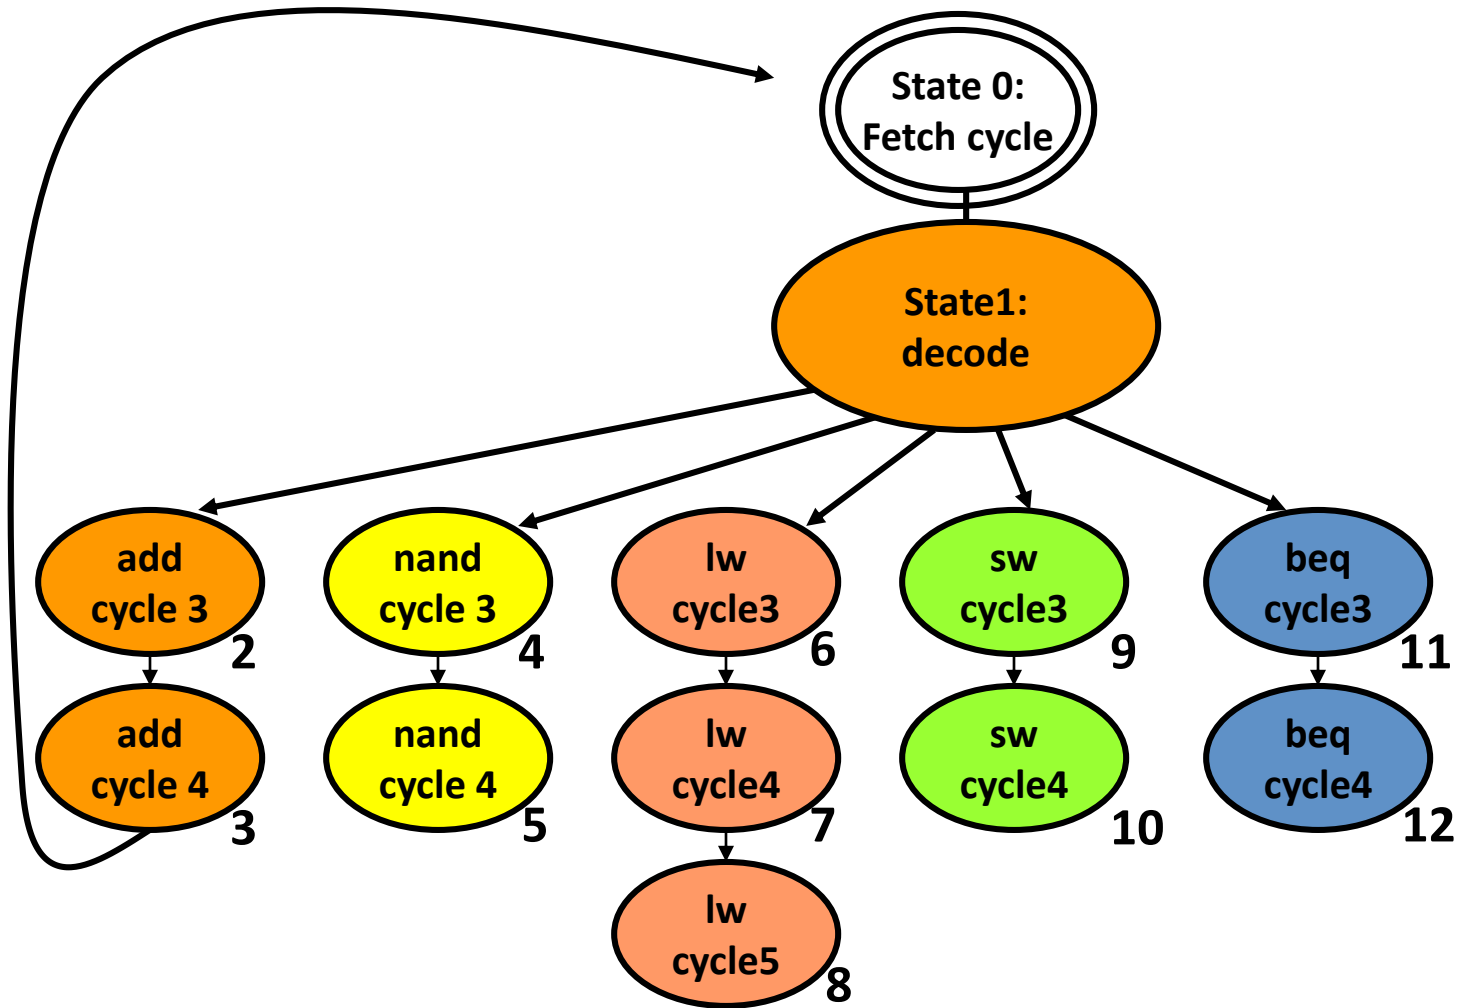 State 0:
Fetch cycle
State1:
decode
add
cycle 3
2
nand
cycle 3
4
lw
cycle3
6
sw
cycle3
9
beq
cycle3
11
add
cycle 4
3
nand
cycle 4
5
lw
cycle4
7
sw
cycle4
10
beq
cycle4
12
lw
cycle5
8